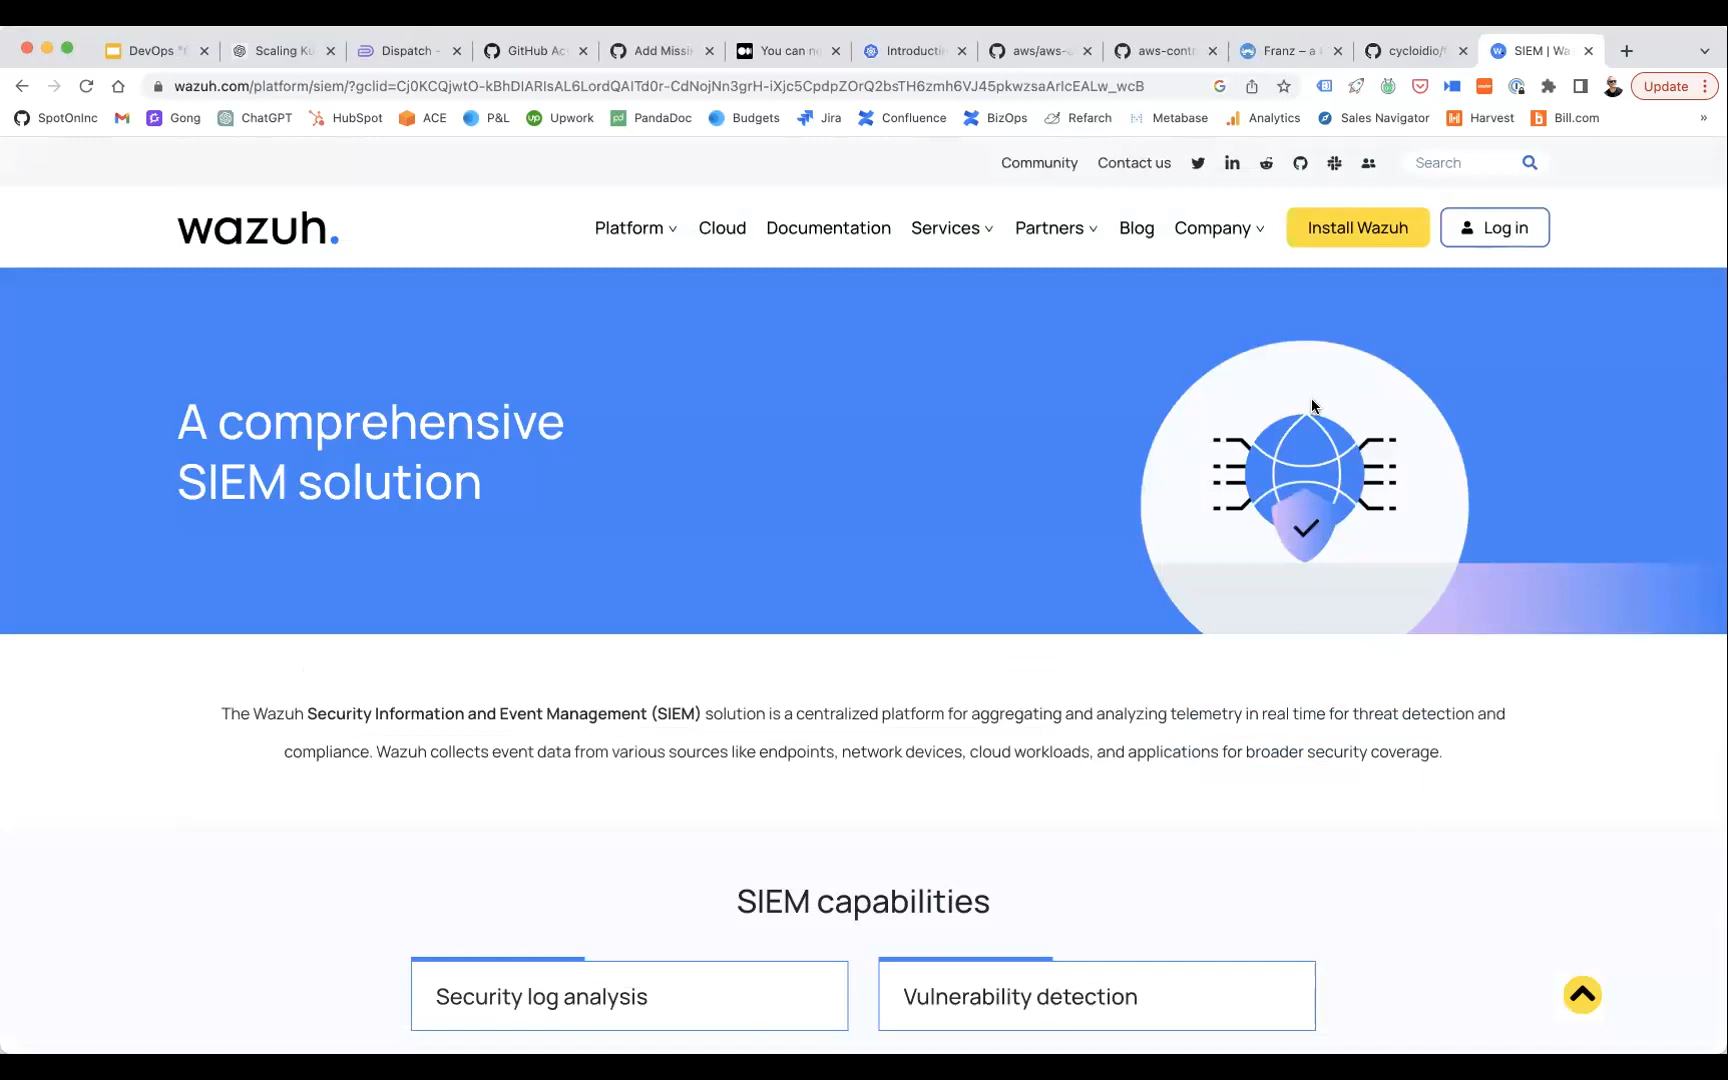 DevOps "f
Scaling Ku
Dispatch -
GitHub Ac
Add Missi
You can ne
Introducti
aws/aws-
aws-contr
Franz – a
cycloidio/
SIEM | Wa
wazuh.com/platform/siem/?gclid=Cj0KCQjwtO-kBhDIARIsAL6LordQAITd0r-CdNojNn3grH-iXjc5CpdpZOrQ2bsTH6zmh6VJ45pkwzsaArIcEALw_wcB
Update
SpotOnInc
Gong
ChatGPT
HubSpot
ACE
P&L
Upwork
PandaDoc
Budgets
Jira
Confluence
BizOps
Refarch
Metabase
Analytics
Sales Navigator
Harvest
Bill.com
»
Community
Contact us
Search
wazuh.
Platform
Cloud
Documentation
Services
Partners
Blog
Company
Install Wazuh
Log in
A comprehensive
SIEM solution
The Wazuh Security Information and Event Management (SIEM) solution is a centralized platform for aggregating and analyzing telemetry in real time for threat detection and
compliance. Wazuh collects event data from various sources like endpoints, network devices, cloud workloads, and applications for broader security coverage.
SIEM capabilities
Security log analysis
Vulnerability detection